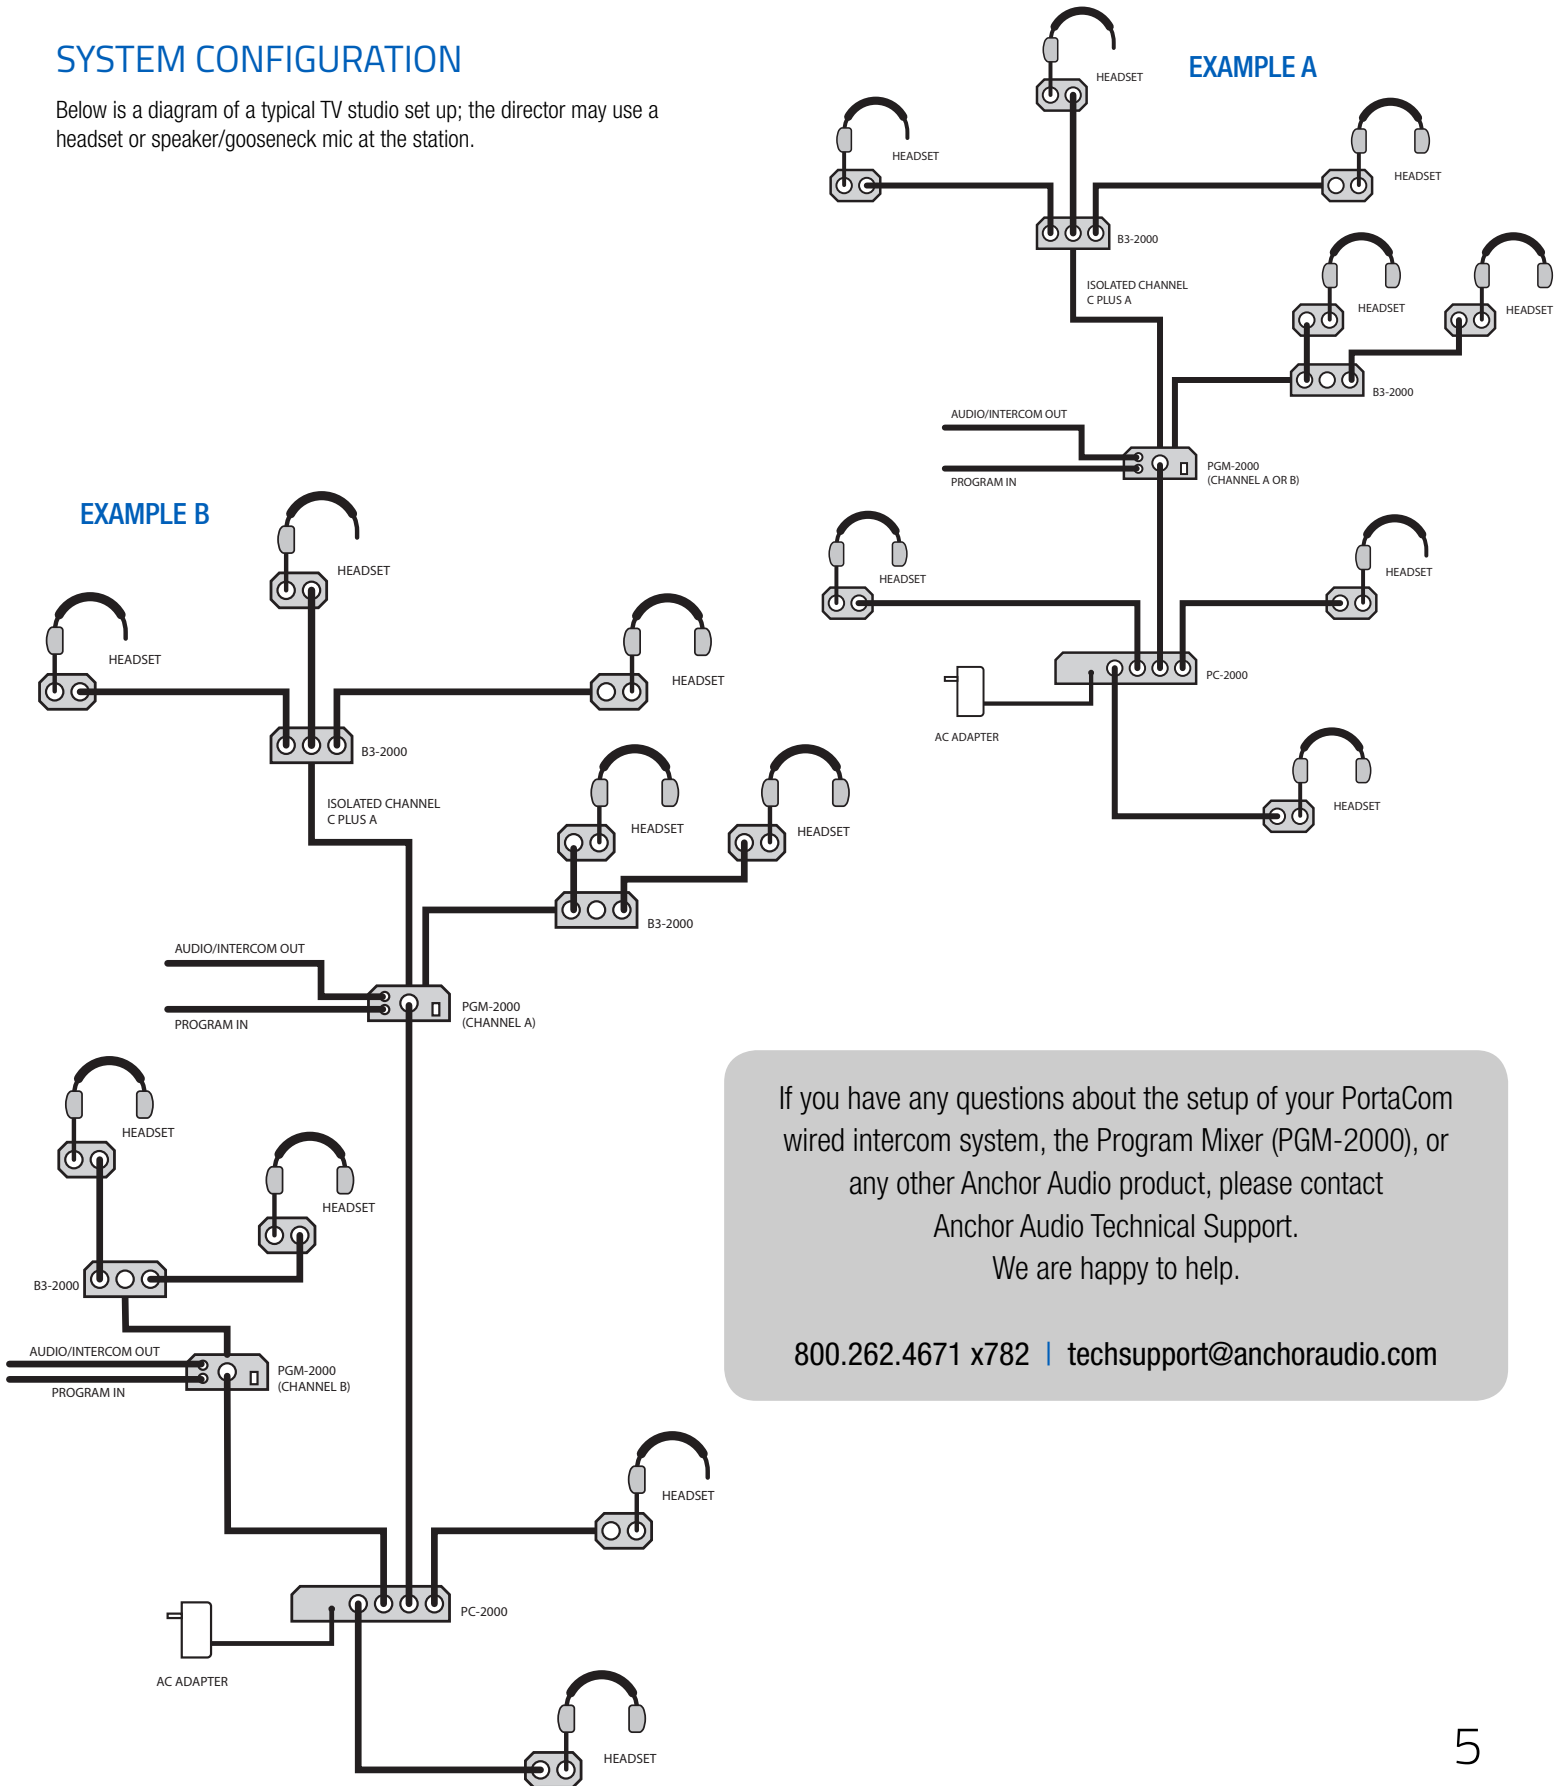 SYSTEM CONFIGURATION
Below is a diagram of a typical TV studio set up; the director may use a
headset or speaker/gooseneck mic at the station.
EXAMPLE A
HEADSET
HEADSET
HEADSET
B3-2000
ISOLATED CHANNEL
C PLUS A
HEADSET
HEADSET
B3-2000
AUDIO/INTERCOM OUT
PROGRAM IN
PGM-2000
(CHANNEL A OR B)
HEADSET
HEADSET
PC-2000
AC ADAPTER
HEADSET
EXAMPLE B
HEADSET
HEADSET
HEADSET
B3-2000
ISOLATED CHANNEL
C PLUS A
HEADSET
HEADSET
B3-2000
AUDIO/INTERCOM OUT
PROGRAM IN
PGM-2000
(CHANNEL A)
HEADSET
HEADSET
B3-2000
AUDIO/INTERCOM OUT
PROGRAM IN
PGM-2000
(CHANNEL B)
HEADSET
PC-2000
AC ADAPTER
HEADSET
If you have any questions about the setup of your PortaCom
wired intercom system, the Program Mixer (PGM-2000), or
any other Anchor Audio product, please contact
Anchor Audio Technical Support.
We are happy to help.
800.262.4671 x782 | techsupport@anchoraudio.com
5